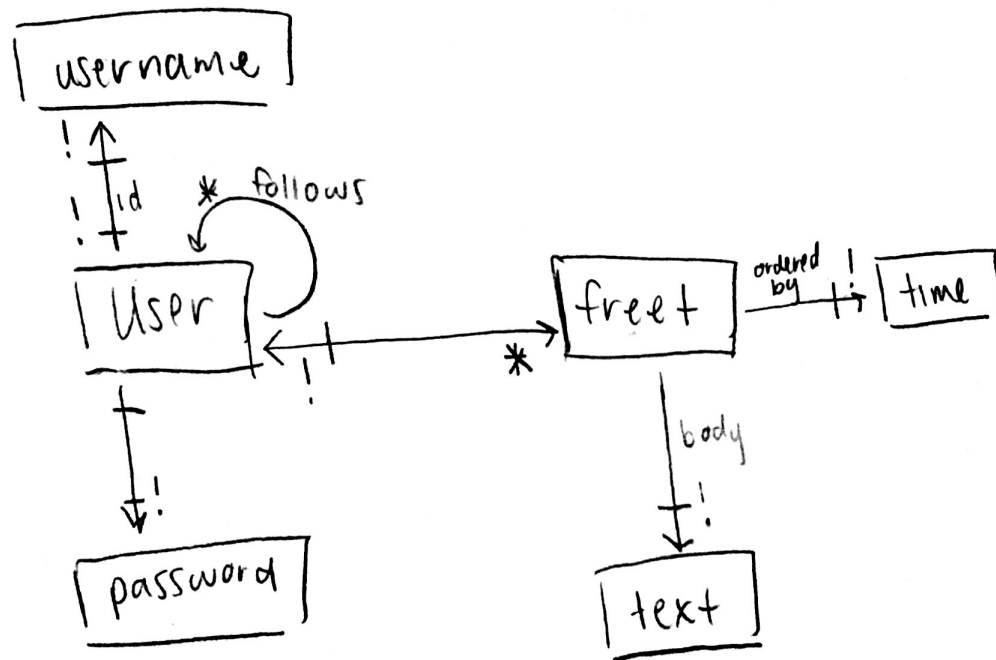 username
!
id
!
* follows
User
freet
ordered
by
!
time
!
*
body
!
!
password
text